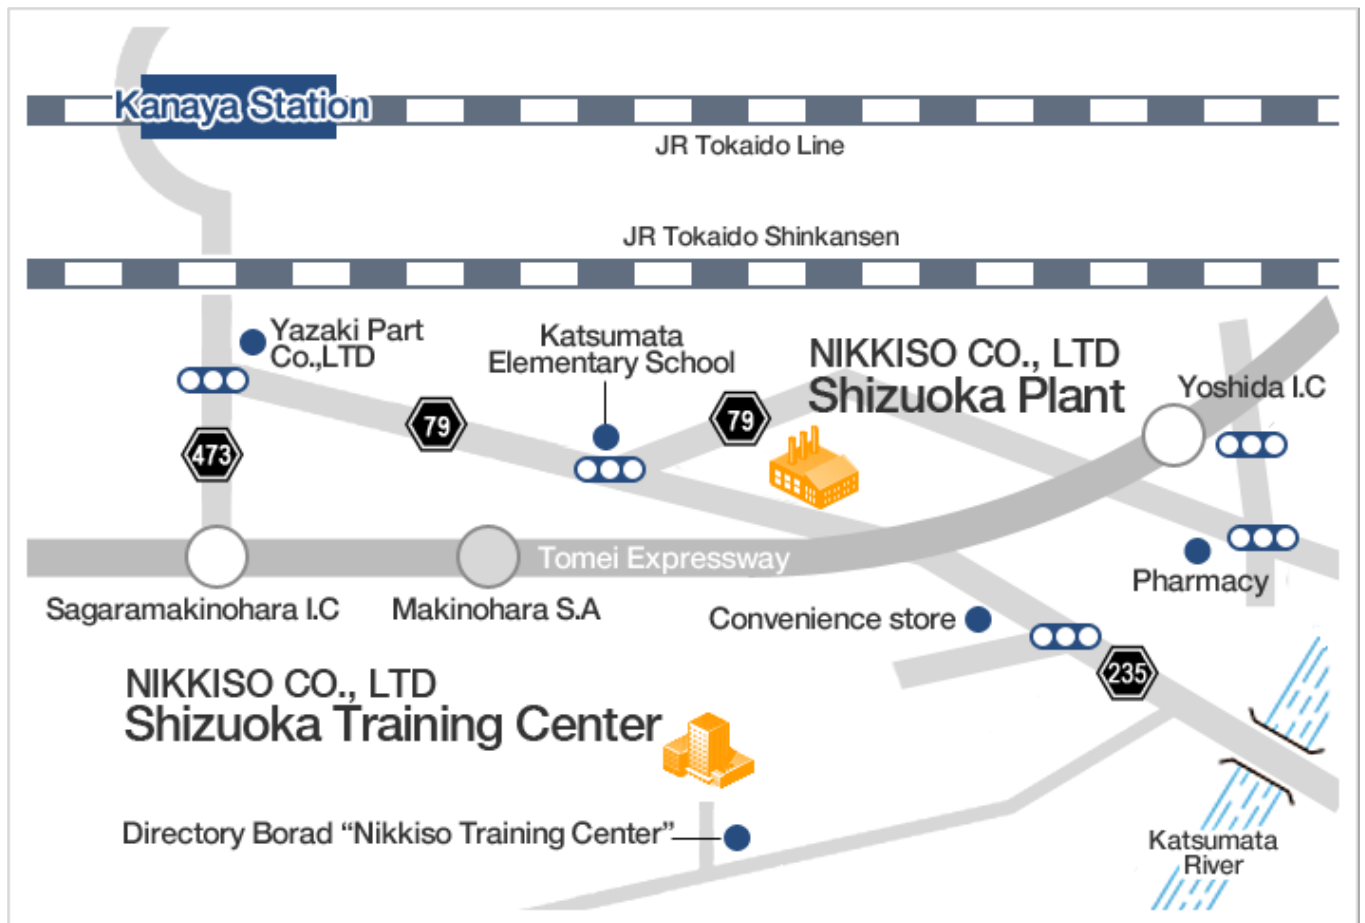 Kanaya Station
JR Tokaido Line
JR Tokaido Shinkansen
Yazaki Part
Co.,LTD
Katsumata
Elementary School
NIKKISO CO., LTD
Shizuoka Plant
Yoshida I.C
79
79
473
Tomei Expressway
Sagaramakinohara I.C
Makinohara S.A
Pharmacy
Convenience store
235
NIKKISO CO., LTD
Shizuoka Training Center
Directory Borad “Nikkiso Training Center”
Katsumata
River